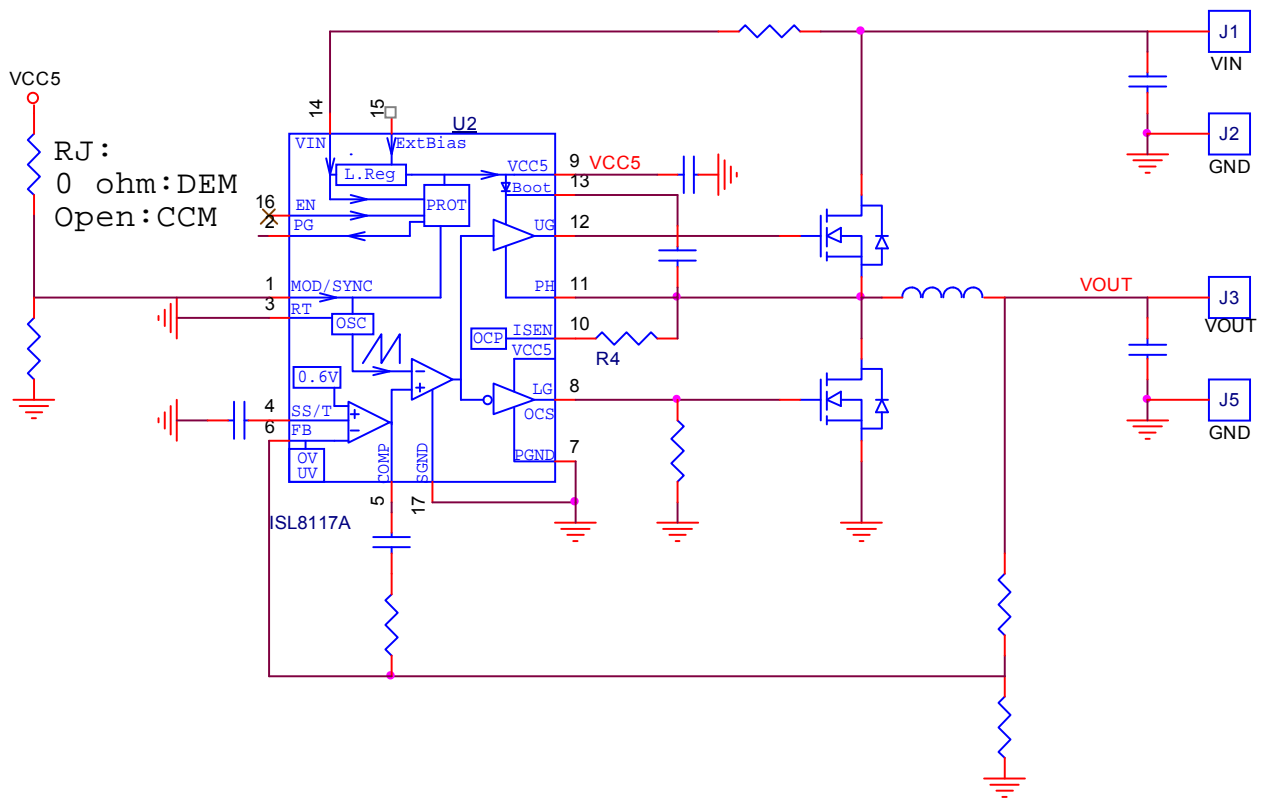 J1
VIN
VCC5
14
15
U2
J2
GND
RJ:
0 ohm:DEM
Open:CCM
VIN
ExtBias
L.Reg
VCC5
9
VCC5
Boot
13
16
EN
PROT
2
PG
UG
12
1
MOD/SYNC
PH
11
VOUT
J3
VOUT
3
RT
OSC
OCP
ISEN
10
VCC5
R4
0.6V
LG
8
OCS
J5
GND
4
SS/T
6
FB
OV
UV
COMP
SGND
PGND
7
5
17
ISL8117A